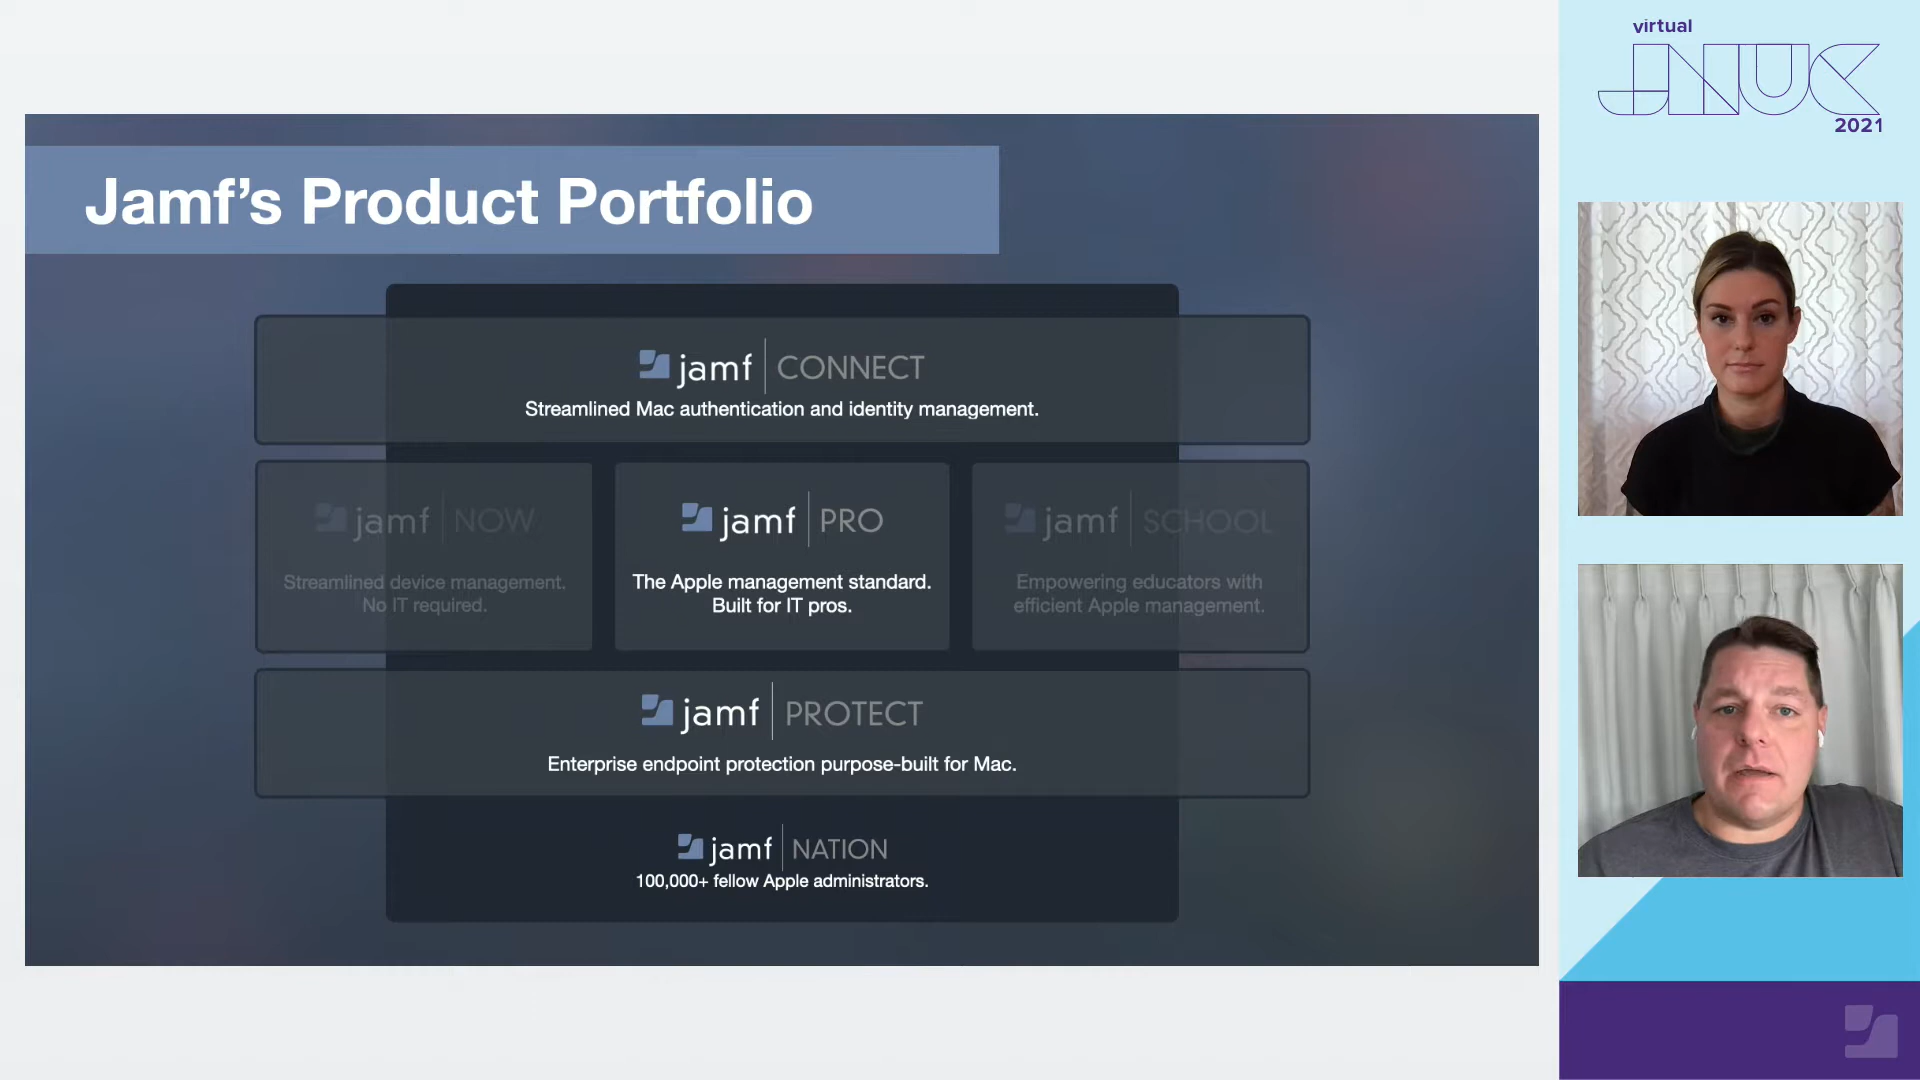 virtual
JNUC
2021
Jamf’s Product Portfolio
jamf | CONNECT
Streamlined Mac authentication and identity management.
jamf | NOW
Streamlined device management.
No IT required.
jamf | PRO
The Apple management standard.
Built for IT pros.
jamf | SCHOOL
Empowering educators with
efficient Apple management.
jamf | PROTECT
Enterprise endpoint protection purpose-built for Mac.
jamf | NATION
100,000+ fellow Apple administrators.